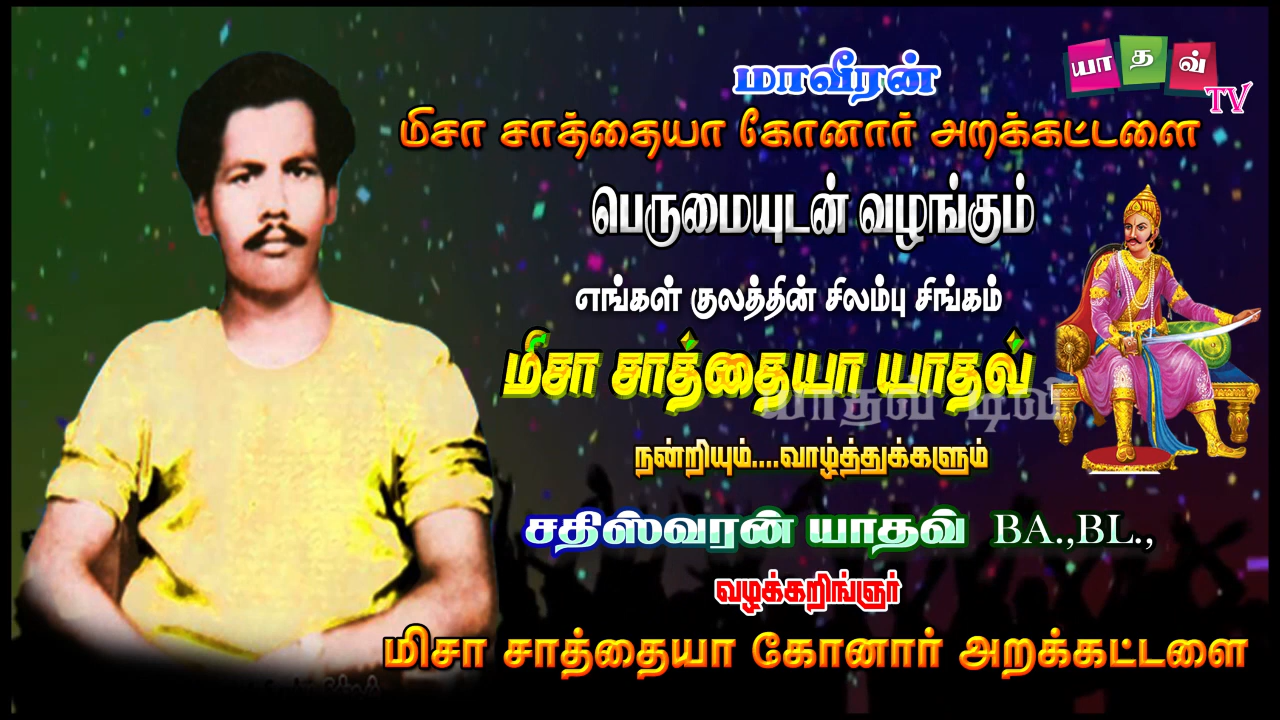 மாவீரன்
யாதவ் TV
மிசா சாத்தையா கோனார் அறக்கட்டளை
பெருமையுடன் வழங்கும்
எங்கள் குலத்தின் சிலம்பு சிங்கம்
மிசா சாத்தையா யாதவ்
யாதவ் டிவி
நன்றியும்....வாழ்த்துக்களும்
சதிஸ்வரன் யாதவ் BA.,BL.,
வழக்கறிங்ஞர்
மிசா சாத்தையா கோனார் அறக்கட்டளை